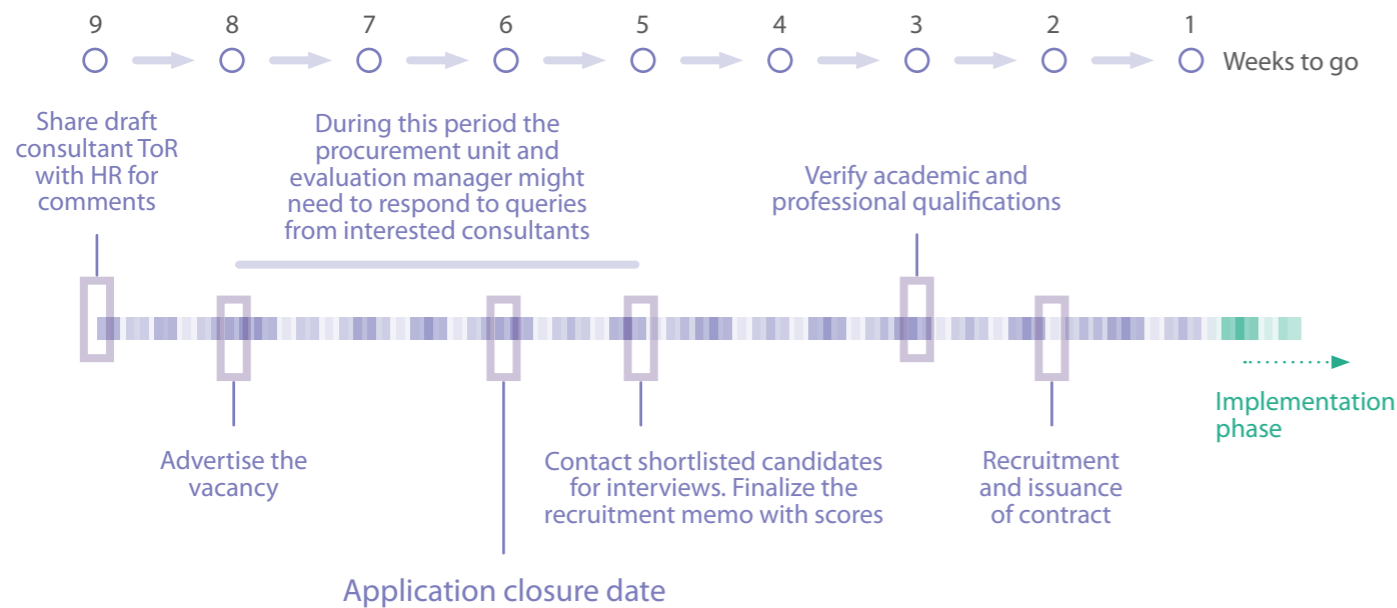 9 8 7 6 5 4 3 2 1
Weeks to go
Share draft
consultant ToR
with HR for
comments
During this period the
procurement unit and
evaluation manager might
need to respond to queries
from interested consultants
Verify academic and
professional qualifications
Implementation
phase
Advertise the
vacancy
Contact shortlisted candidates
for interviews. Finalize the
recruitment memo with scores
Recruitment
and issuance
of contract
Application closure date